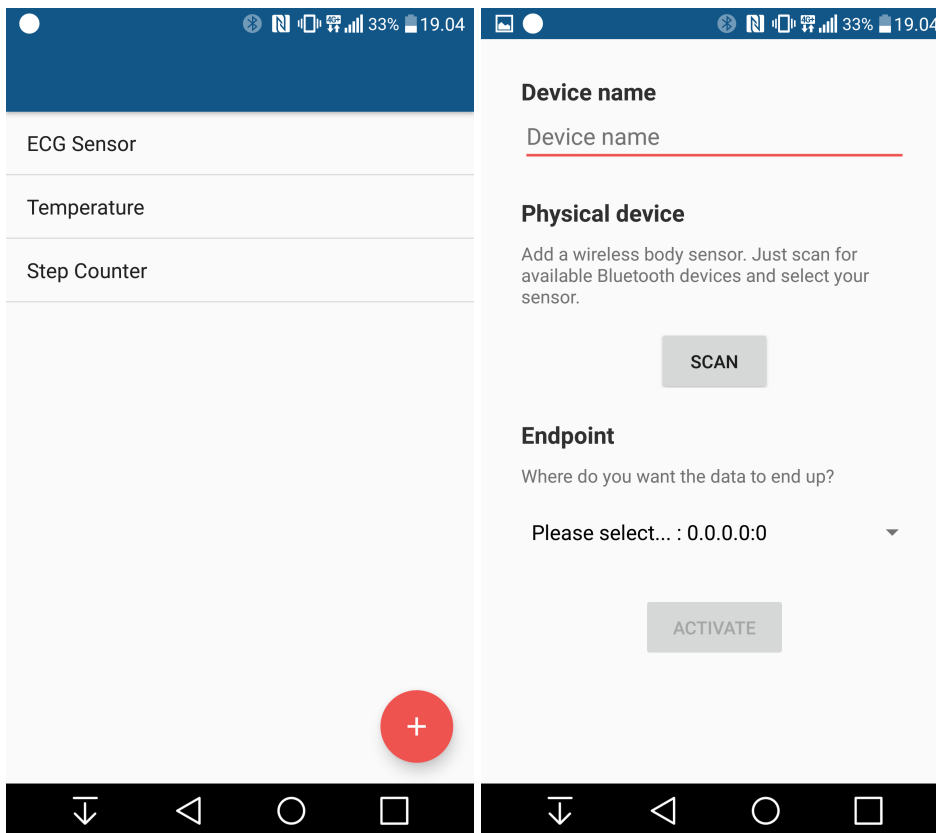 4G+ 33% 19.04
ECG Sensor
Temperature
Step Counter
+
4G+ 33% 19.04
Device name
Device name
Physical device
Add a wireless body sensor. Just scan for
available Bluetooth devices and select your
sensor.
SCAN
Endpoint
Where do you want the data to end up?
Please select... : 0.0.0.0:0
ACTIVATE